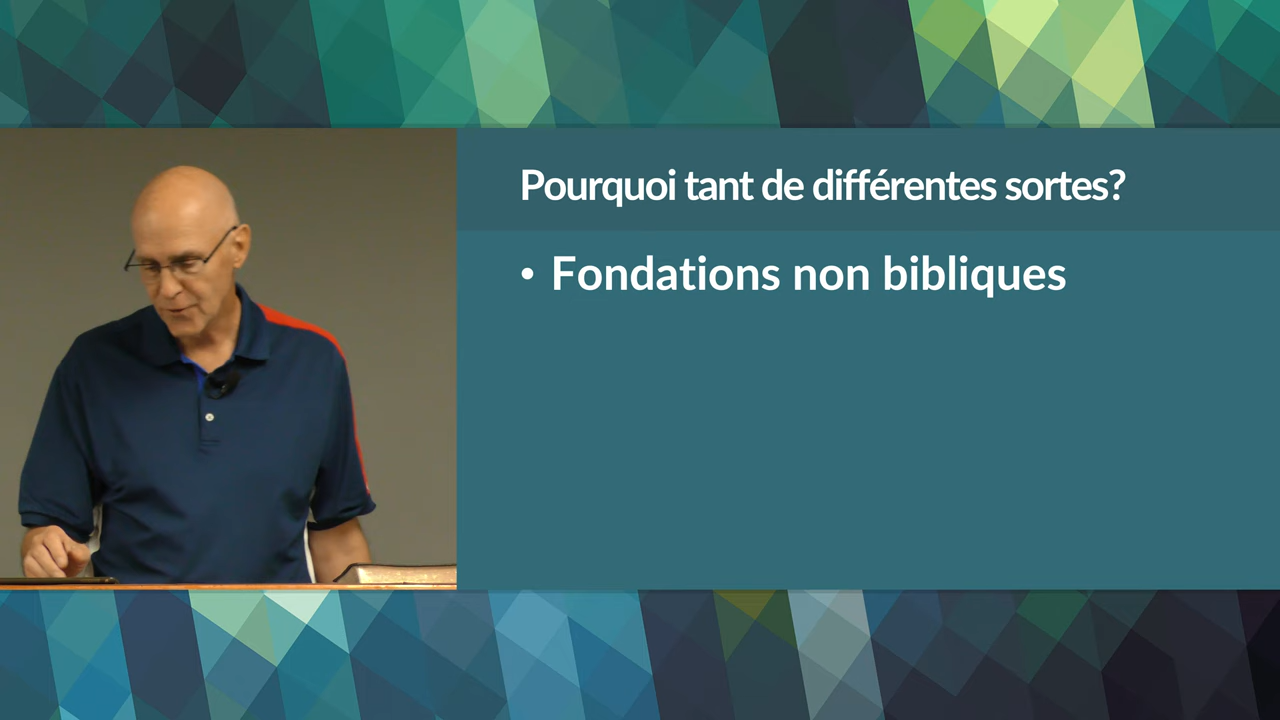 Pourquoi tant de différentes sortes?
• Fondations non bibliques